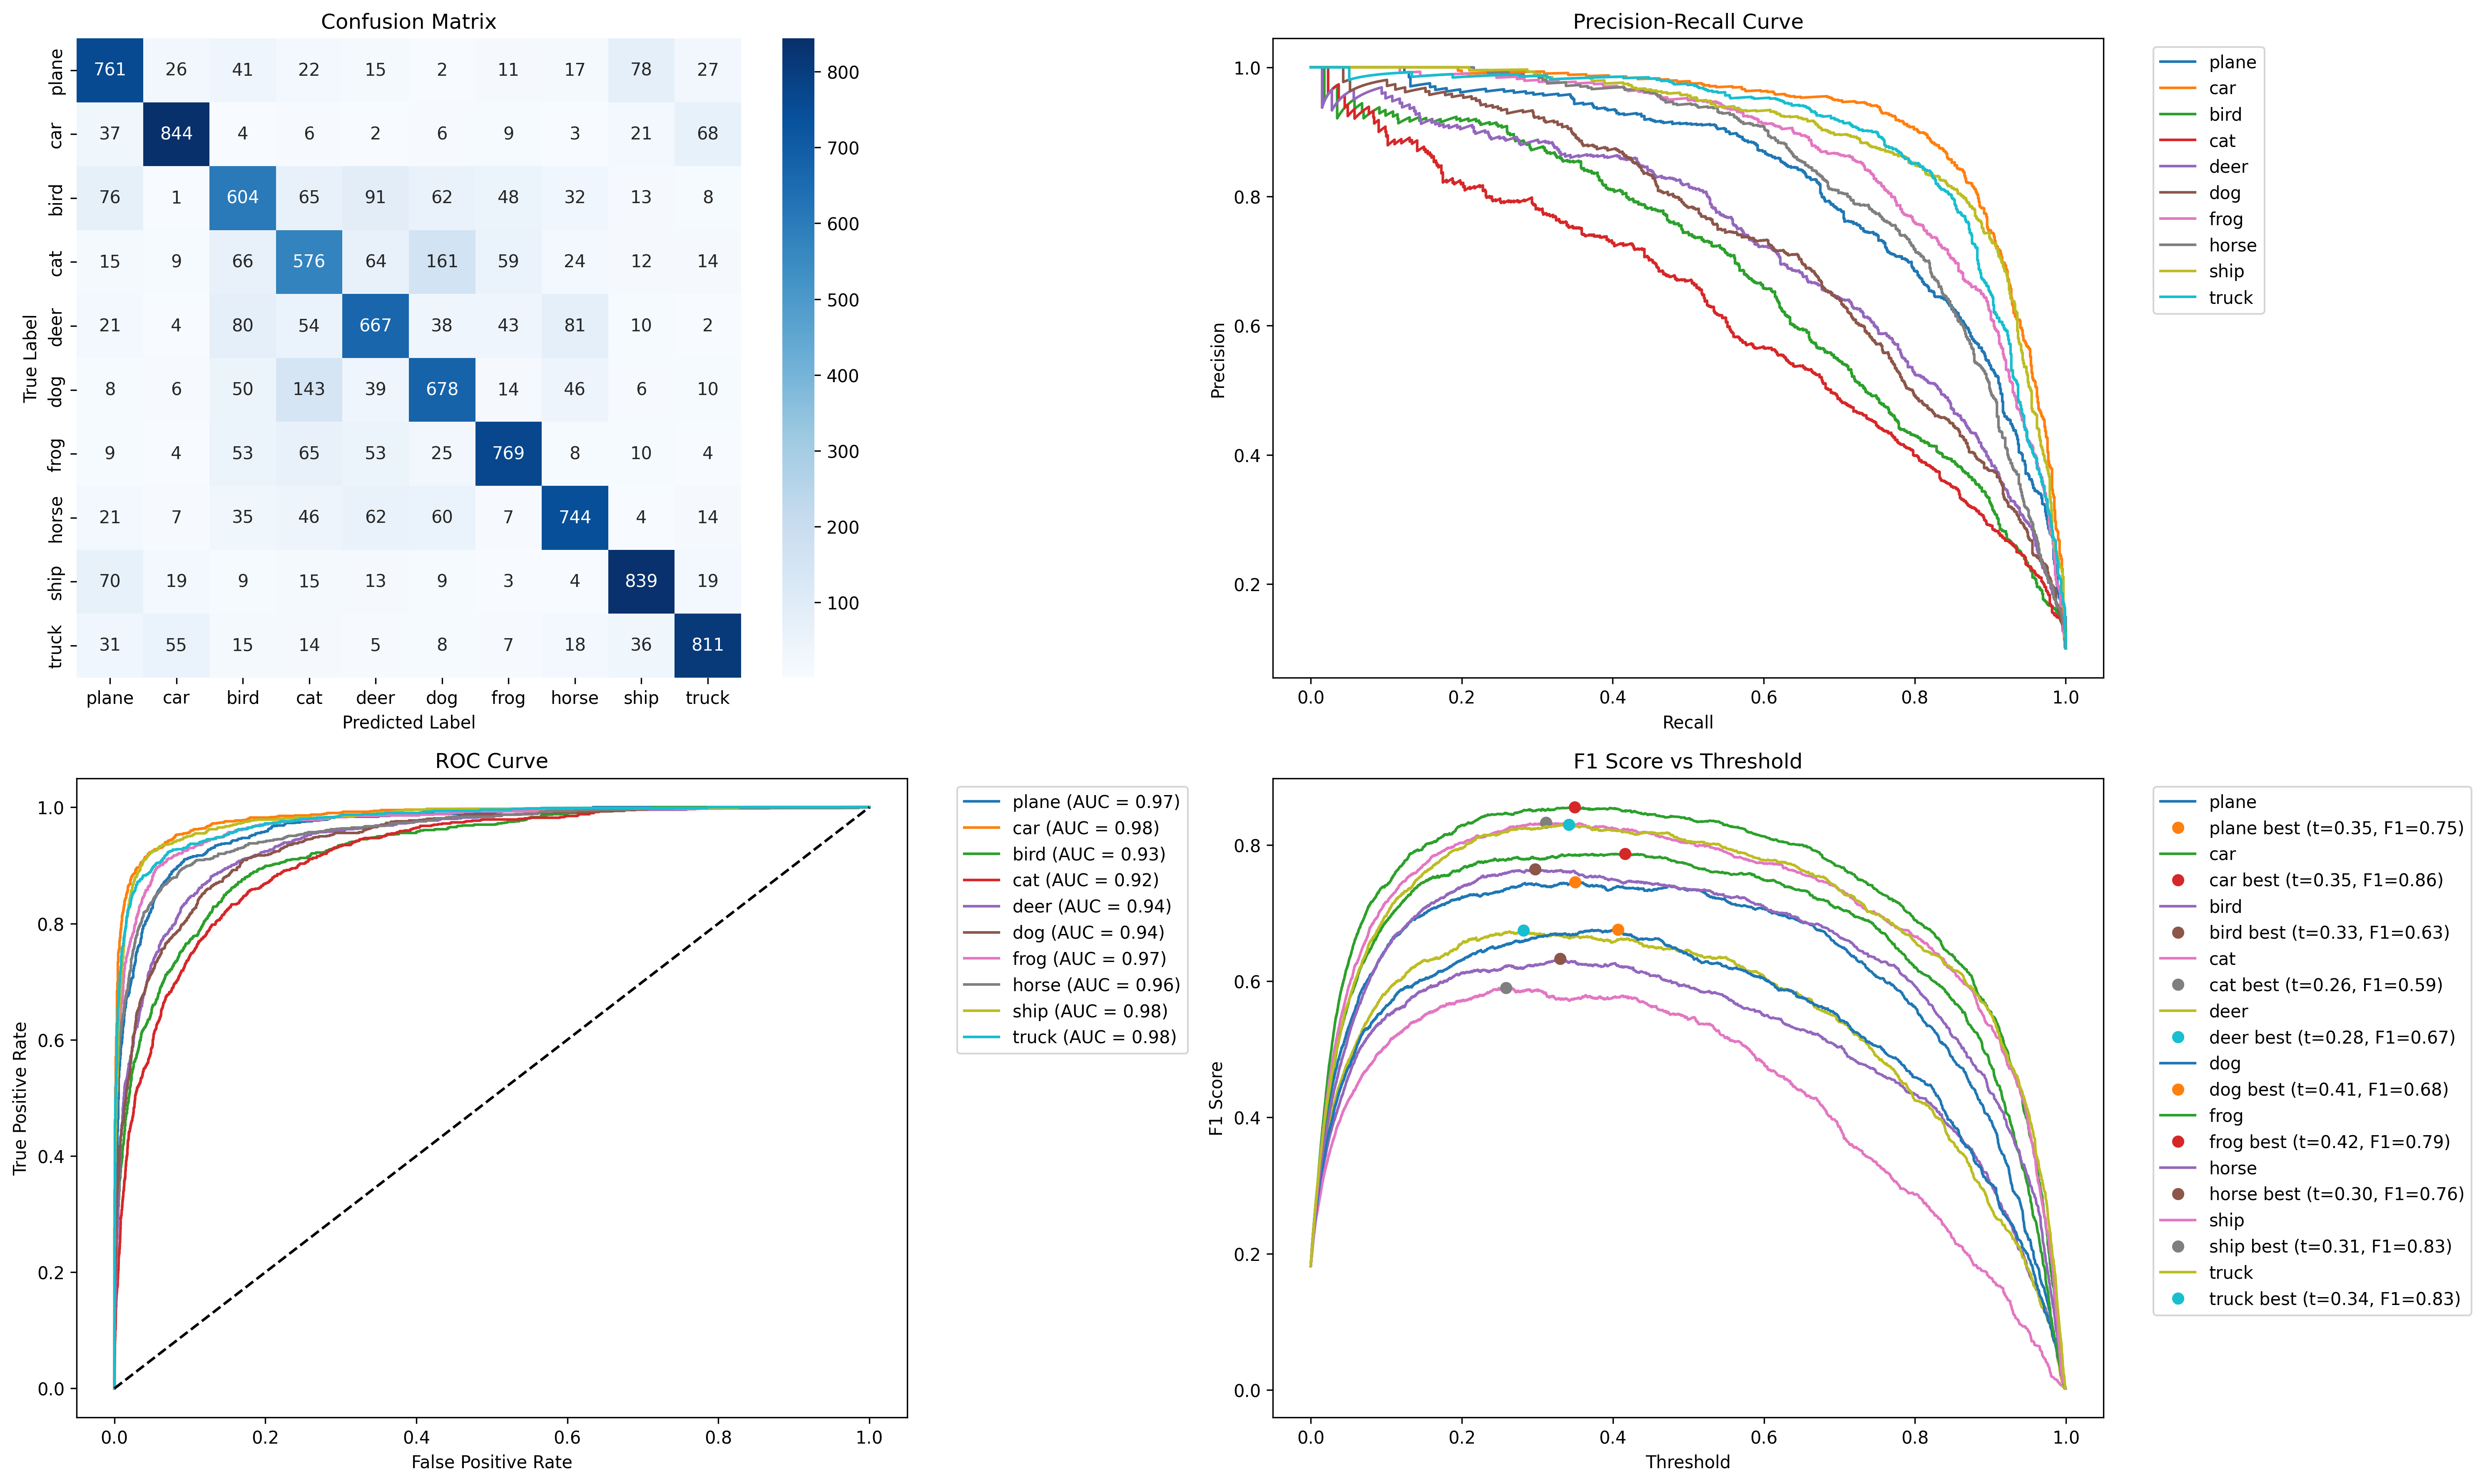 Confusion Matrix
True Label
plane 761 26 41 22 15 2 11 17 78 27
car 37 844 4 6 2 6 9 3 21 68
bird 76 1 604 65 91 62 48 32 13 8
cat 15 9 66 576 64 161 59 24 12 14
deer 21 4 80 54 667 38 43 81 10 2
dog 8 6 50 143 39 678 14 46 6 10
frog 9 4 53 65 53 25 769 8 10 4
horse 21 7 35 46 62 60 7 744 4 14
ship 70 19 9 15 13 9 3 4 839 19
truck 31 55 15 14 5 8 7 18 36 811
plane car bird cat deer dog frog horse ship truck
Predicted Label
800
700
600
500
400
300
200
100
Precision-Recall Curve
Precision
1.0
0.8
0.6
0.4
0.2
0.0 0.2 0.4 0.6 0.8 1.0
Recall
plane
car
bird
cat
deer
dog
frog
horse
ship
truck
ROC Curve
True Positive Rate
1.0
0.8
0.6
0.4
0.2
0.0
0.0 0.2 0.4 0.6 0.8 1.0
False Positive Rate
plane (AUC = 0.97)
car (AUC = 0.98)
bird (AUC = 0.93)
cat (AUC = 0.92)
deer (AUC = 0.94)
dog (AUC = 0.94)
frog (AUC = 0.97)
horse (AUC = 0.96)
ship (AUC = 0.98)
truck (AUC = 0.98)
F1 Score vs Threshold
F1 Score
0.8
0.6
0.4
0.2
0.0
0.0 0.2 0.4 0.6 0.8 1.0
Threshold
plane
plane best (t=0.35, F1=0.75)
car
car best (t=0.35, F1=0.86)
bird
bird best (t=0.33, F1=0.63)
cat
cat best (t=0.26, F1=0.59)
deer
deer best (t=0.28, F1=0.67)
dog
dog best (t=0.41, F1=0.68)
frog
frog best (t=0.42, F1=0.79)
horse
horse best (t=0.30, F1=0.76)
ship
ship best (t=0.31, F1=0.83)
truck
truck best (t=0.34, F1=0.83)